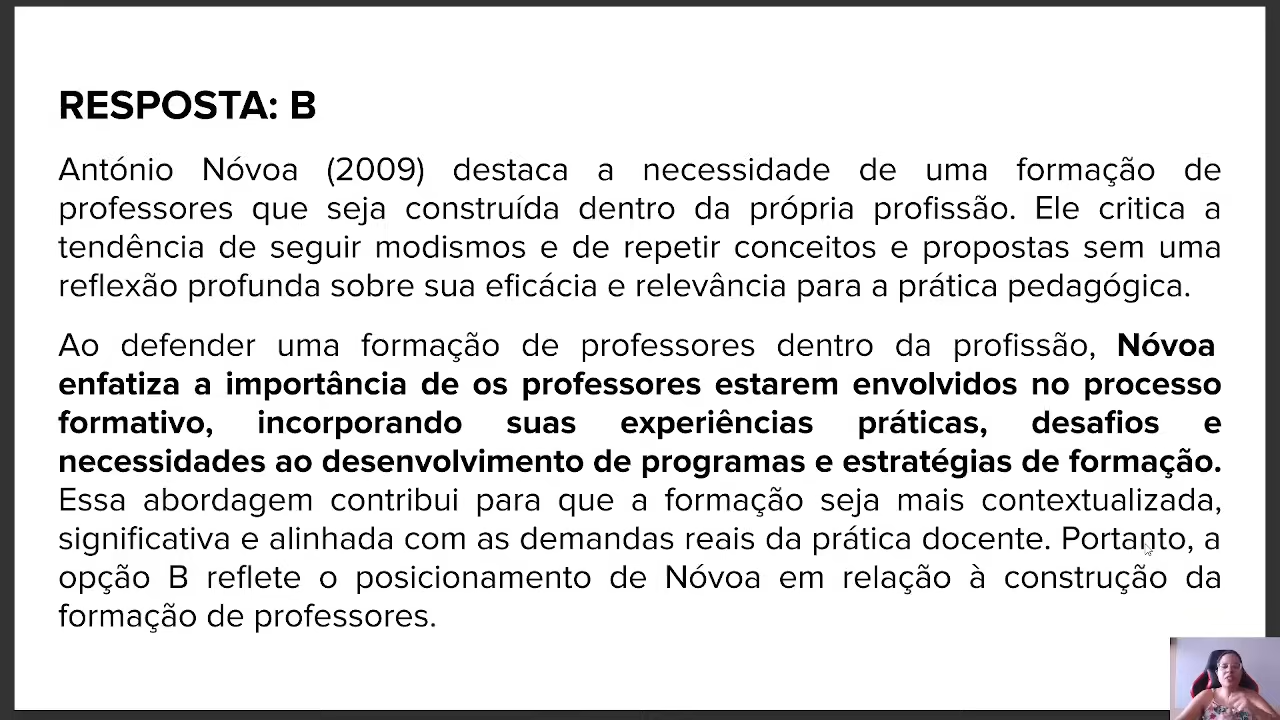 RESPOSTA: B
António Nóvoa (2009) destaca a necessidade de uma formação de
professores que seja construída dentro da própria profissão. Ele critica a
tendência de seguir modismos e de repetir conceitos e propostas sem uma
reflexão profunda sobre sua eficácia e relevância para a prática pedagógica.
Ao defender uma formação de professores dentro da profissão, Nóvoa
enfatiza a importância de os professores estarem envolvidos no processo
formativo, incorporando suas experiências práticas, desafios e
necessidades ao desenvolvimento de programas e estratégias de formação.
Essa abordagem contribui para que a formação seja mais contextualizada,
significativa e alinhada com as demandas reais da prática docente. Portanto, a
opção B reflete o posicionamento de Nóvoa em relação à construção da
formação de professores.